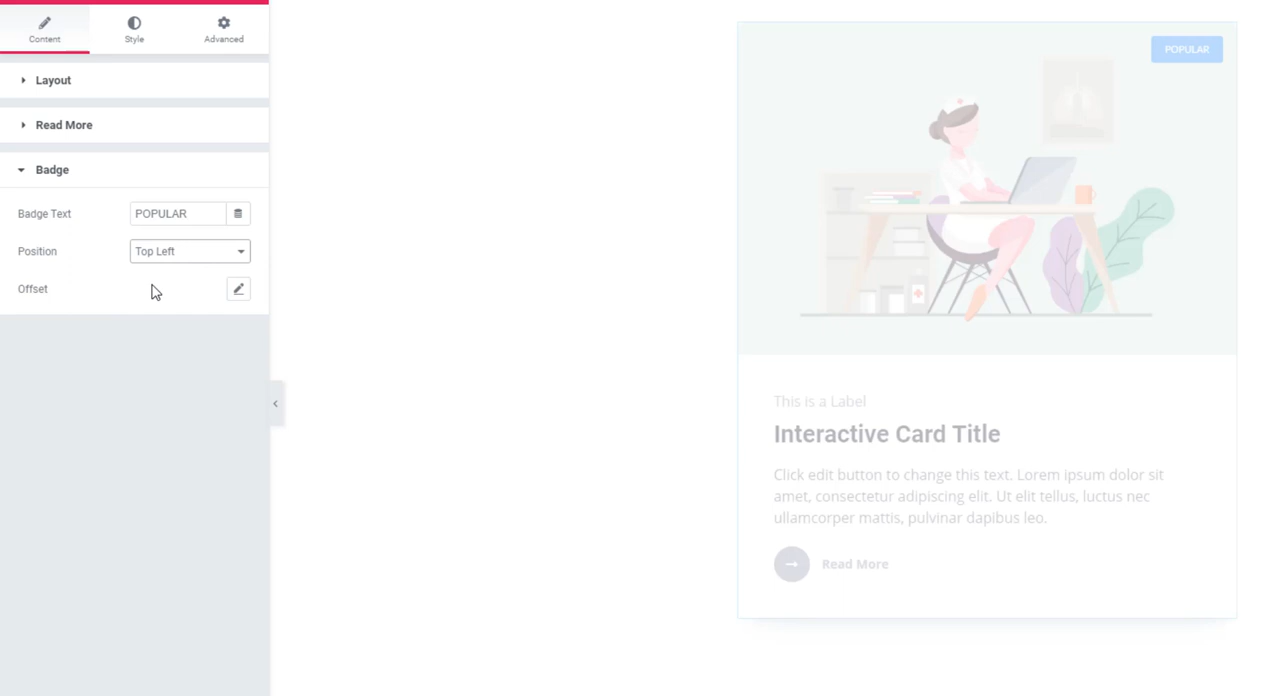 Content
Style
Advanced
Layout
Read More
Badge
Badge Text
POPULAR
Position
Top Left
Offset
POPULAR
This is a Label
Interactive Card Title
Click edit button to change this text. Lorem ipsum dolor sit
amet, consectetur adipiscing elit. Ut elit tellus, luctus nec
ullamcorper mattis, pulvinar dapibus leo.
Read More